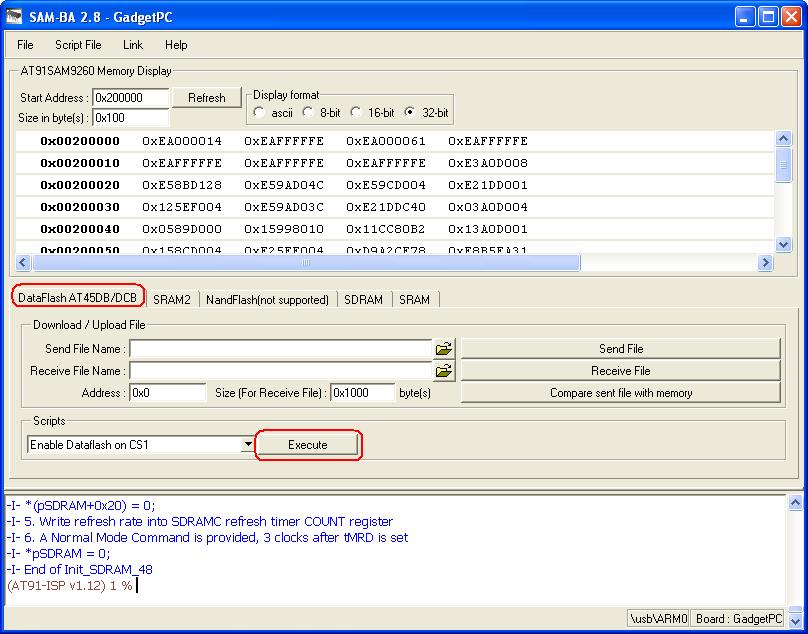 SAM-BA 2.8 - GadgetPC
File Script File Link Help
AT91SAM9260 Memory Display
Start Address : 0x200000 Refresh
Display format
ascii 8-bit 16-bit 32-bit
Size in byte(s) : 0x100
0x00200000 0xEA000014 0xEAFFFFFE 0xEA000061 0xEAFFFFFE
0x00200010 0xEAFFFFFE 0xEAFFFFFE 0xEAFFFFFE 0xE3A0D008
0x00200020 0xE58BD128 0xE59AD04C 0xE59CD004 0xE21DD001
0x00200030 0x125EF004 0xE59AD03C 0xE21DDC40 0x03A0D004
0x00200040 0x0589D000 0x15998010 0x11CC80B2 0x13A0D001
0x00200050 0x158CD004 0xE25EF004 0xD9A2CE78 0xE8B5EA31
DataFlash AT45DB/DCB SRAM2 NandFlash(not supported) SDRAM SRAM
Download / Upload File
Send File Name : Send File
Receive File Name : Receive File
Address : 0x0 Size (For Receive File) : 0x1000 byte(s) Compare sent file with memory
Scripts
Enable Dataflash on CS1 Execute
-I- *(pSDRAM+0x20) = 0;
-I- 5. Write refresh rate into SDRAMC refresh timer COUNT register
-I- 6. A Normal Mode Command is provided, 3 clocks after tMRD is set
-I- *pSDRAM = 0;
-I- End of Init_SDRAM_48
(AT91-ISP v1.12) 1 %
\usb\ARM0 Board : GadgetPC